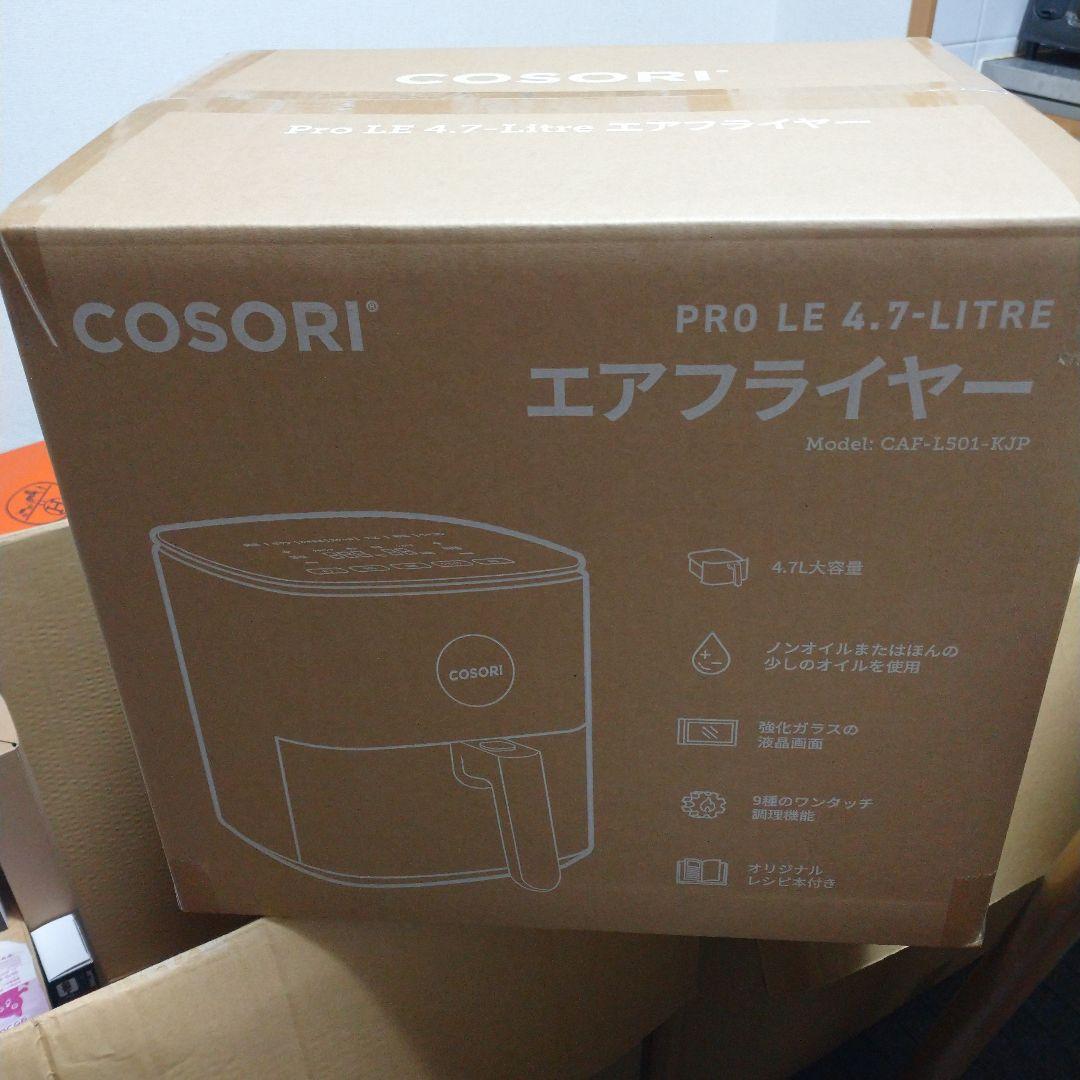 COSORI
Pro LE 4.7-Litre エアフライヤー
COSORI®
PRO LE 4.7-LITRE
エアフライヤー
Model: CAF-L501-KJP
COSORI
4.7L大容量
ノンオイルまたはほんの
少しのオイルを使用
強化ガラスの
液晶画面
9種のワンタッチ
調理機能
オリジナル
レシピ本付き